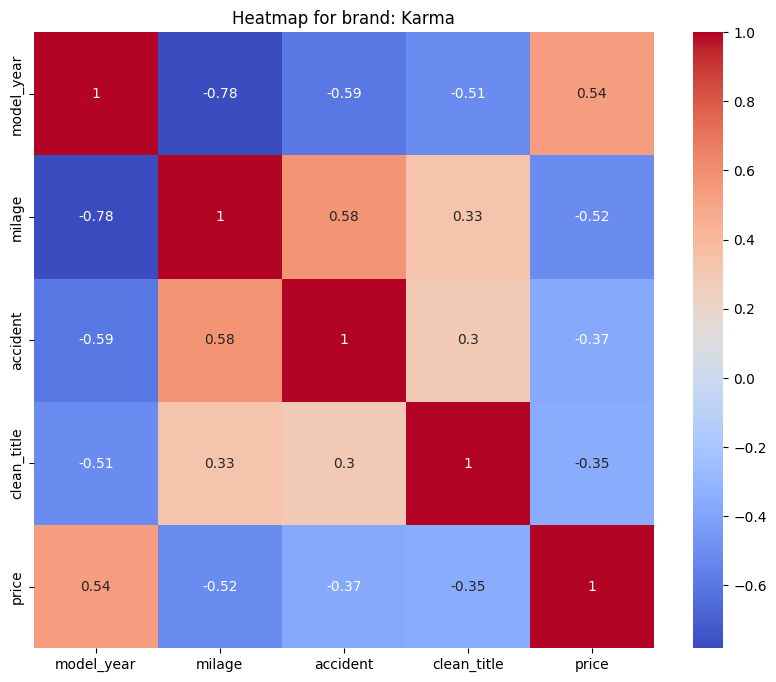 Heatmap for brand: Karma
model_year 1 -0.78 -0.59 -0.51 0.54
milage -0.78 1 0.58 0.33 -0.52
accident -0.59 0.58 1 0.3 -0.37
clean_title -0.51 0.33 0.3 1 -0.35
price 0.54 -0.52 -0.37 -0.35 1
model_year milage accident clean_title price
1.0
0.8
0.6
0.4
0.2
0.0
−0.2
−0.4
−0.6